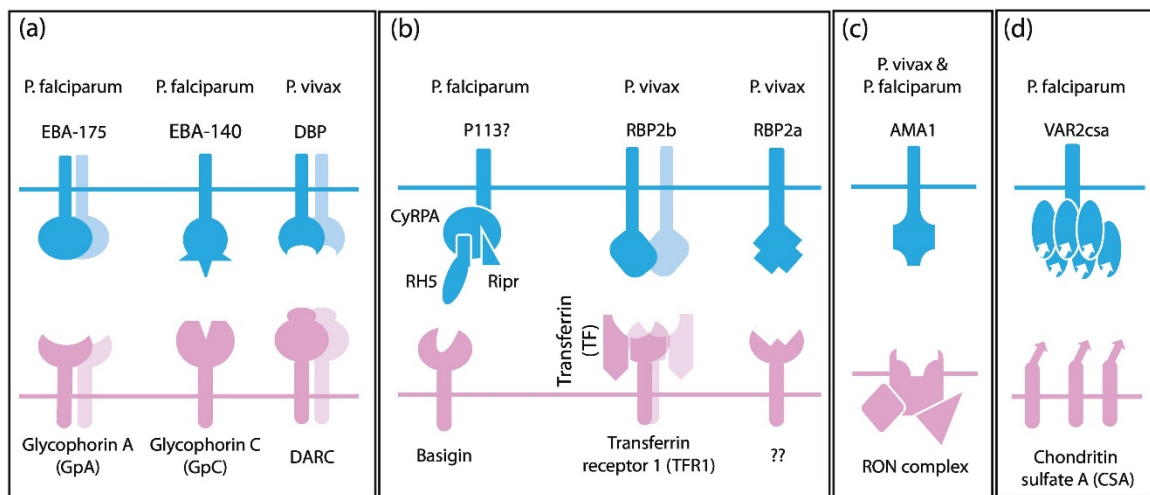 (a)
P. falciparum
P. falciparum
P. vivax
EBA-175
EBA-140
DBP
Glycophorin A
(GpA)
Glycophorin C
(GpC)
DARC
(b)
P. falciparum
P. vivax
P. vivax
P113?
RBP2b
RBP2a
CyRPA
RH5
Ripr
Transferrin
(TF)
Basigin
Transferrin
receptor 1 (TFR1)
??
(c)
P. vivax &
P. falciparum
AMA1
RON complex
(d)
P. falciparum
VAR2csa
Chondritin
sulfate A (CSA)